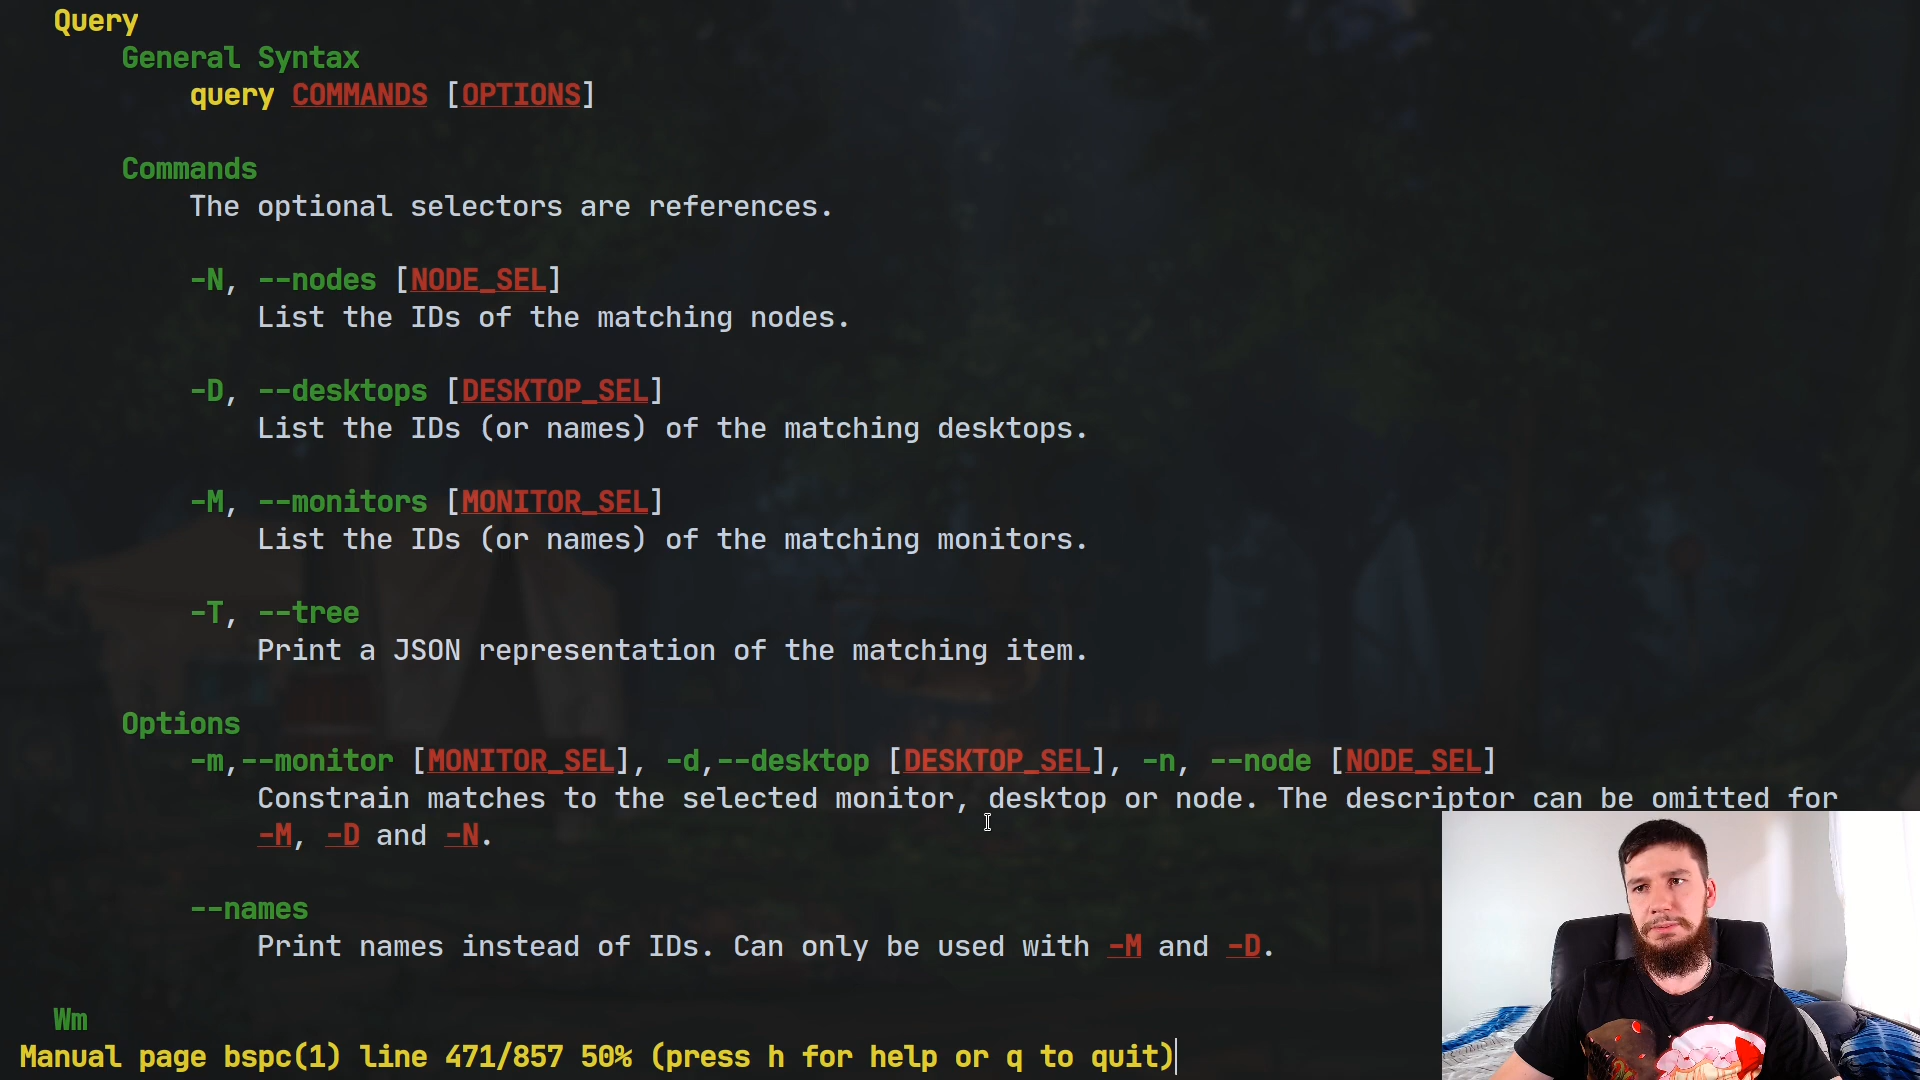 Query
General Syntax
query COMMANDS [OPTIONS]
Commands
The optional selectors are references.
-N, --nodes [NODE_SEL]
List the IDs of the matching nodes.
-D, --desktops [DESKTOP_SEL]
List the IDs (or names) of the matching desktops.
-M, --monitors [MONITOR_SEL]
List the IDs (or names) of the matching monitors.
-T, --tree
Print a JSON representation of the matching item.
Options
-m,--monitor [MONITOR_SEL], -d,--desktop [DESKTOP_SEL], -n, --node [NODE_SEL]
Constrain matches to the selected monitor, desktop or node. The descriptor can be omitted for
-M, -D and -N.
--names
Print names instead of IDs. Can only be used with -M and -D.
Wm
Manual page bspc(1) line 471/857 50% (press h for help or q to quit)